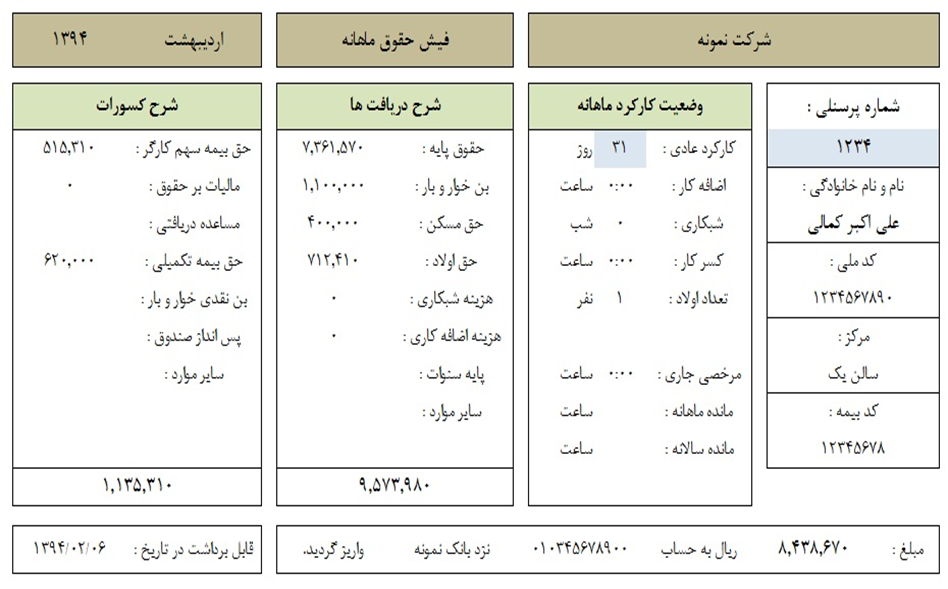 شرکت نمونه
فیش حقوق ماهانه
اردیبهشت ۱۳۹۴
شماره پرسنلی :
۱۲۳۴
نام و نام خانوادگی :
علی اکبر کمالی
کد ملی :
۱۲۳۴۵۶۷۸۹۰
مرکز :
سالن یک
کد بیمه :
۱۲۳۴۵۶۷۸
وضعیت کارکرد ماهانه
کارکرد عادی : ۳۱ روز
اضافه کار : ۰:۰۰ ساعت
شبکاری : ۰ شب
کسر کار : ۰:۰۰ ساعت
تعداد اولاد : ۱ نفر
مرخصی جاری : ۰:۰۰ ساعت
مانده ماهانه : ساعت
مانده سالانه : ساعت
شرح دریافت ها
حقوق پایه : ۷,۳۶۱,۵۷۰
بن خوار و بار : ۱,۱۰۰,۰۰۰
حق مسکن : ۴۰۰,۰۰۰
حق اولاد : ۷۱۲,۴۱۰
هزینه شبکاری : ۰
هزینه اضافه کاری : ۰
پایه سنوات :
سایر موارد :
۹,۵۷۳,۹۸۰
شرح کسورات
حق بیمه سهم کارگر : ۵۱۵,۳۱۰
مالیات بر حقوق : ۰
مساعده دریافتی :
حق بیمه تکمیلی : ۶۲۰,۰۰۰
بن نقدی خوار و بار :
پس انداز صندوق :
سایر موارد :
۱,۱۳۵,۳۱۰
مبلغ : ۸,۴۳۸,۶۷۰ ریال به حساب ۰۱۰۳۴۵۶۷۸۹۰۰ نزد بانک نمونه واریز گردید.
قابل برداشت در تاریخ : ۱۳۹۴/۰۲/۰۶